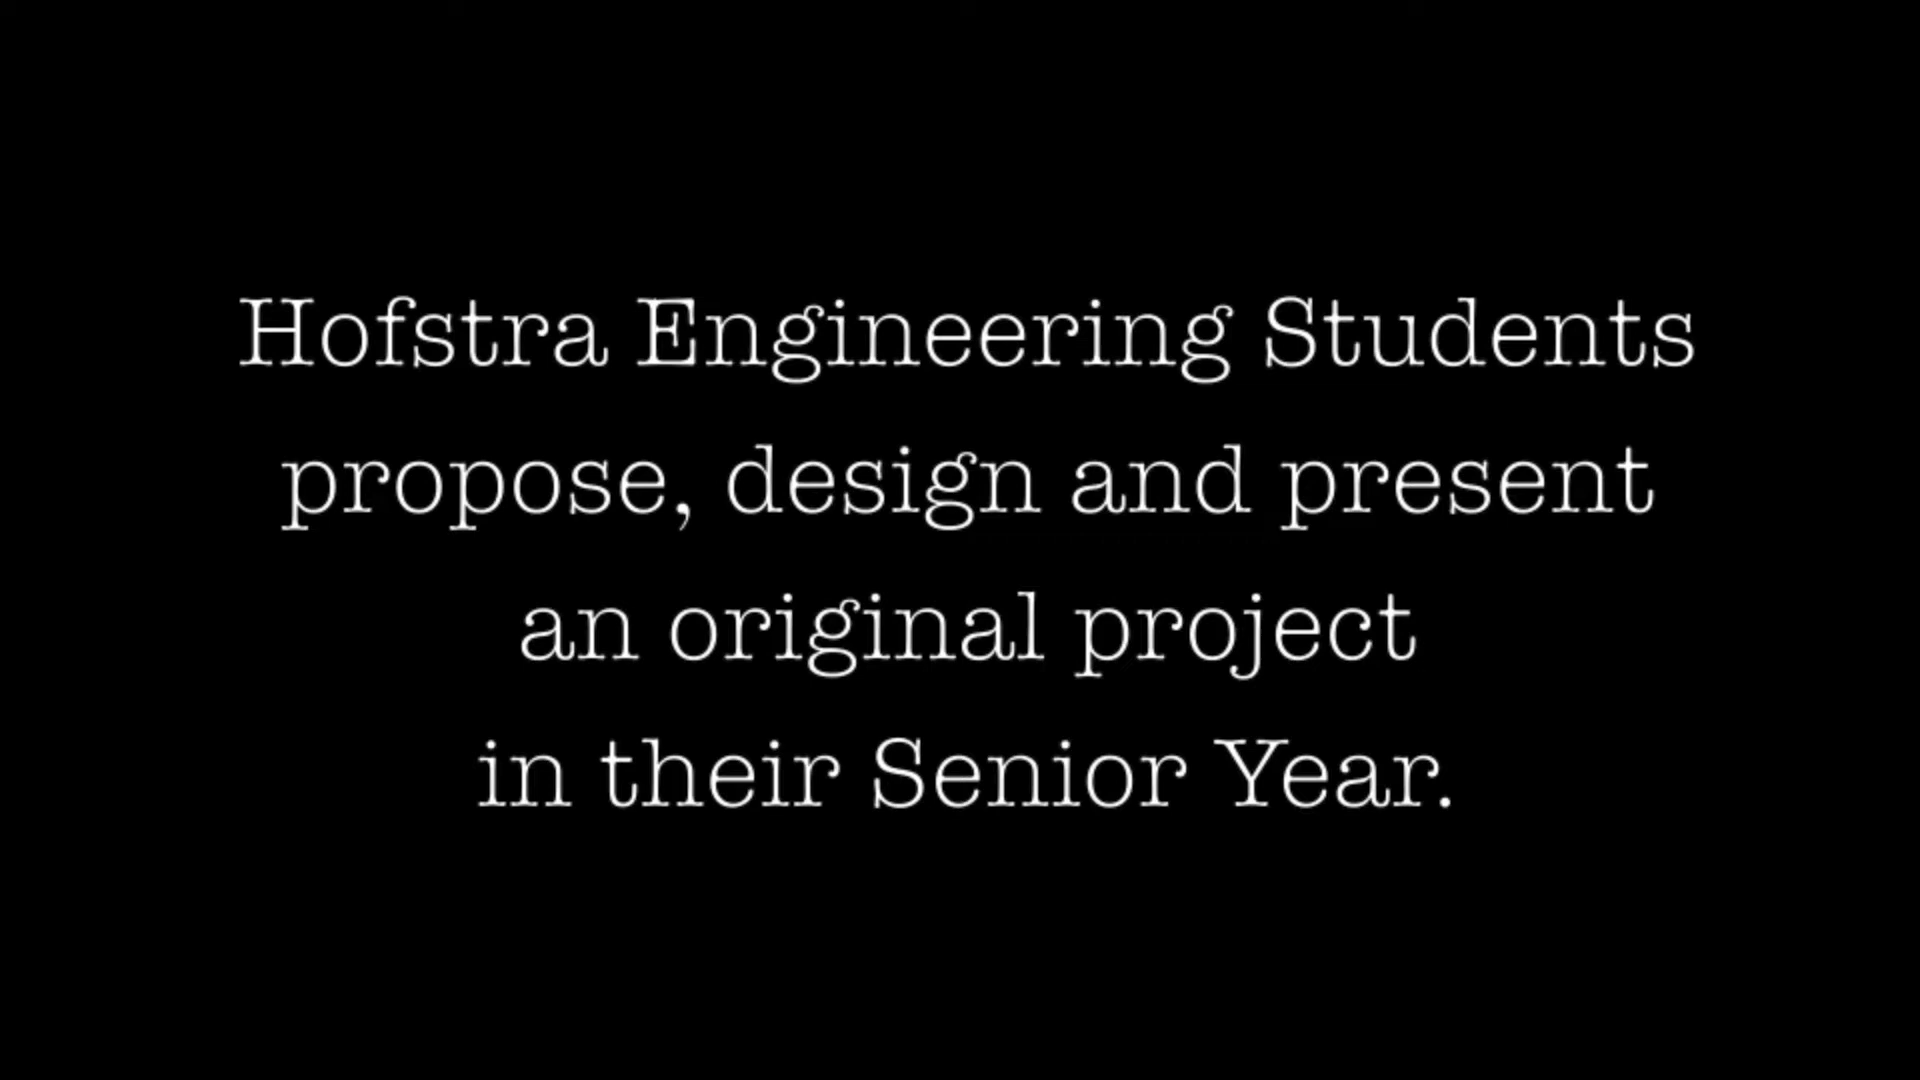 Hofstra Engineering Students
propose, design and present
an original project
in their Senior Year.